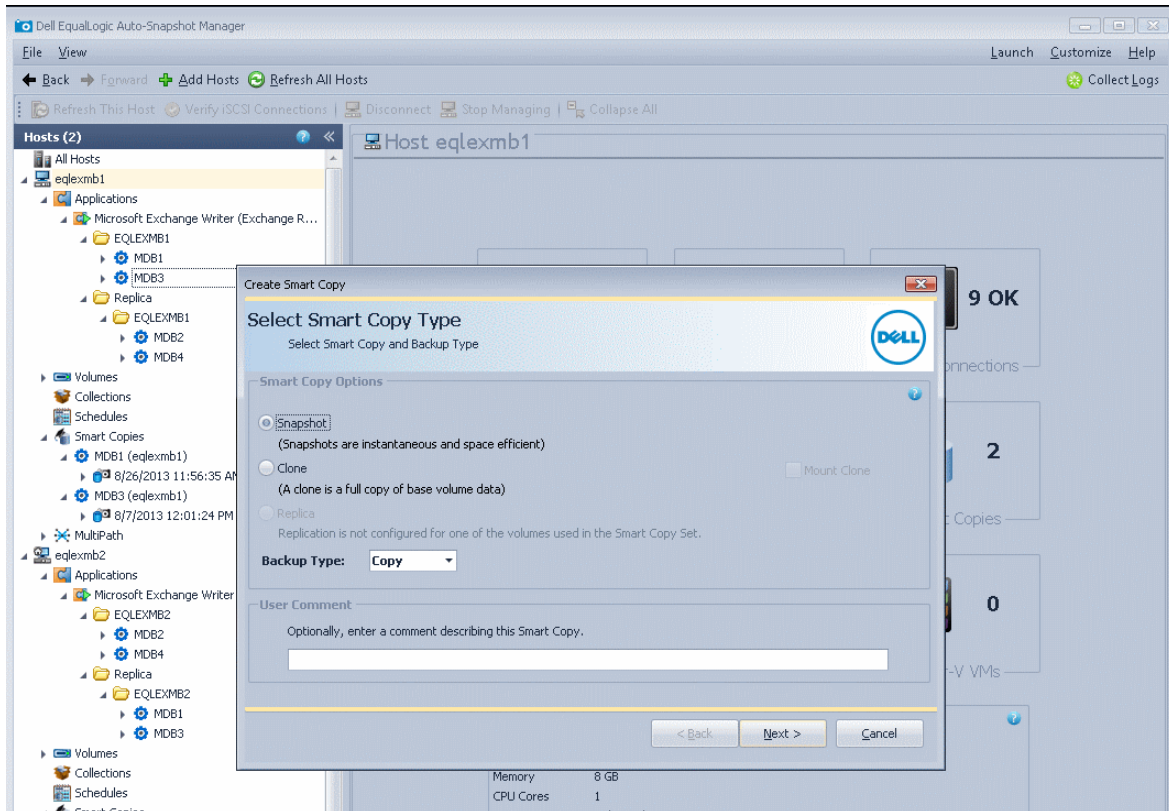 Dell EqualLogic Auto-Snapshot Manager
File View Launch Customize Help
Back Forward Add Hosts Refresh All Hosts Collect Logs
Refresh This Host Verify iSCSI Connections Disconnect Stop Managing Collapse All
Hosts (2)
All Hosts
eqlexmb1
Applications
Microsoft Exchange Writer (Exchange R...
EQLEXMB1
MDB1
MDB3
Replica
EQLEXMB1
MDB2
MDB4
Volumes
Collections
Schedules
Smart Copies
MDB1 (eqlexmb1)
8/26/2013 11:56:35 AM
MDB3 (eqlexmb1)
8/7/2013 12:01:24 PM
MultiPath
eqlexmb2
Applications
Microsoft Exchange Writer
EQLEXMB2
MDB2
MDB4
Replica
EQLEXMB2
MDB1
MDB3
Volumes
Collections
Schedules
Host eqlexmb1
9 OK
2
Copies
0
VMs
Memory 8 GB
CPU Cores 1
Create Smart Copy
Select Smart Copy Type
Select Smart Copy and Backup Type
DELL
Smart Copy Options
Snapshot
(Snapshots are instantaneous and space efficient)
Clone
Mount Clone
(A clone is a full copy of base volume data)
Replica
Replication is not configured for one of the volumes used in the Smart Copy Set.
Backup Type: Copy
User Comment
Optionally, enter a comment describing this Smart Copy.
< Back Next > Cancel